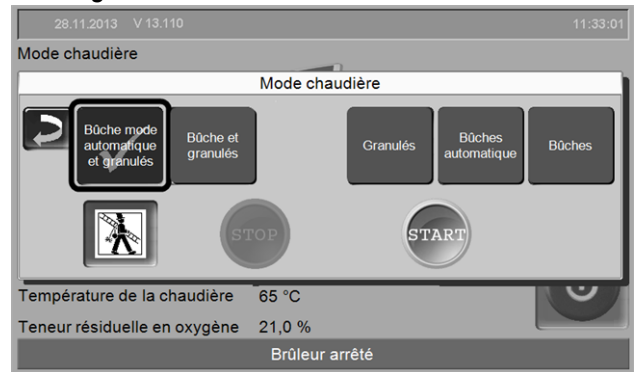 28.11.2013 V 13.110 11:33:01
Mode chaudière
Mode chaudière
Bûche mode
automatique
et granulés
Bûche et
granulés
Granulés
Bûches
automatique
Bûches
STOP
START
Température de la chaudière 65 °C
Teneur résiduelle en oxygène 21,0 %
Brûleur arrêté